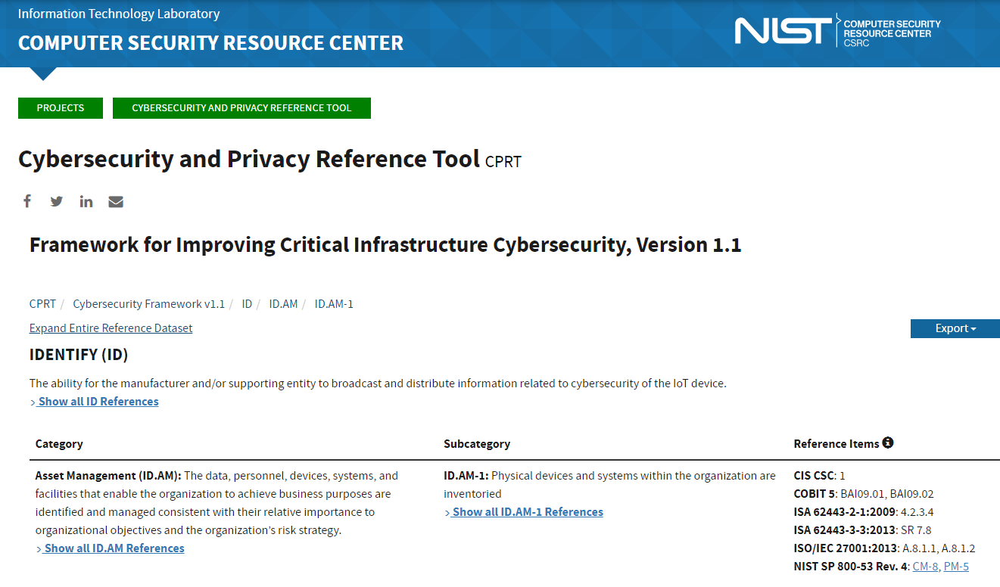 Information Technology Laboratory
COMPUTER SECURITY RESOURCE CENTER
NIST
COMPUTER SECURITY
RESOURCE CENTER
CSRC
PROJECTS
CYBERSECURITY AND PRIVACY REFERENCE TOOL
Cybersecurity and Privacy Reference Tool CPRT
Framework for Improving Critical Infrastructure Cybersecurity, Version 1.1
CPRT / Cybersecurity Framework v1.1 / ID / ID.AM / ID.AM-1
Expand Entire Reference Dataset
Export
IDENTIFY (ID)
The ability for the manufacturer and/or supporting entity to broadcast and distribute information related to cybersecurity of the IoT device.
> Show all ID References
Category
Subcategory
Reference Items
Asset Management (ID.AM): The data, personnel, devices, systems, and
facilities that enable the organization to achieve business purposes are
identified and managed consistent with their relative importance to
organizational objectives and the organization's risk strategy.
> Show all ID.AM References
ID.AM-1: Physical devices and systems within the organization are
inventoried
> Show all ID.AM-1 References
CIS CSC: 1
COBIT 5: BAI09.01, BAI09.02
ISA 62443-2-1:2009: 4.2.3.4
ISA 62443-3-3:2013: SR 7.8
ISO/IEC 27001:2013: A.8.1.1, A.8.1.2
NIST SP 800-53 Rev. 4: CM-8, PM-5